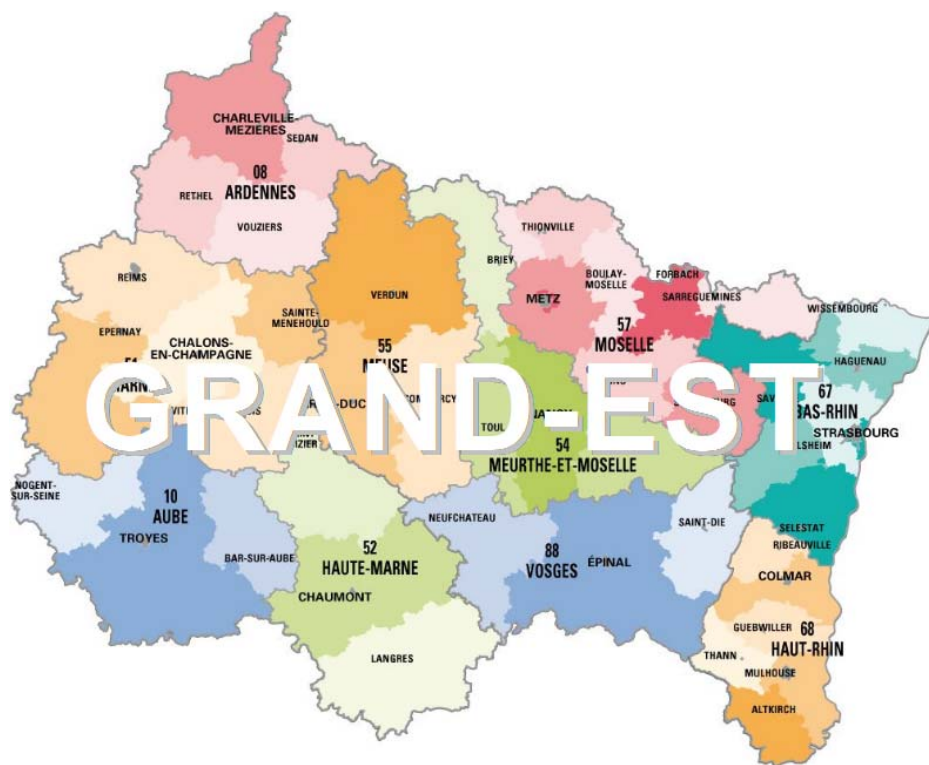 CHARLEVILLE-
MEZIÈRES
SEDAN
08
ARDENNES
RETHEL
VOUZIERS
THIONVILLE
BRIEY
REIMS
BOULAY-
MOSELLE
FORBACH
SARREGUEMINES
METZ
VERDUN
WISSEMBOURG
SAINTE-
MENEHOULD
EPERNAY
57
MOSELLE
CHALONS-
EN-CHAMPAGNE
55
MEUSE
HAGUENAU
GRAND-EST
67
BAS-RHIN
TOUL
STRASBOURG
54
MEURTHE-ET-MOSELLE
NOGENT-
SUR-SEINE
10
AUBE
TROYES
BAR-SUR-AUBE
NEUFCHATEAU
SAINT-DIE
SELESTAT
RIBEAUVILLE
52
HAUTE-MARNE
88
VOSGES
ÉPINAL
CHAUMONT
COLMAR
GUEBWILLER
68
HAUT-RHIN
LANGRES
THANN
MULHOUSE
ALTKIRCH